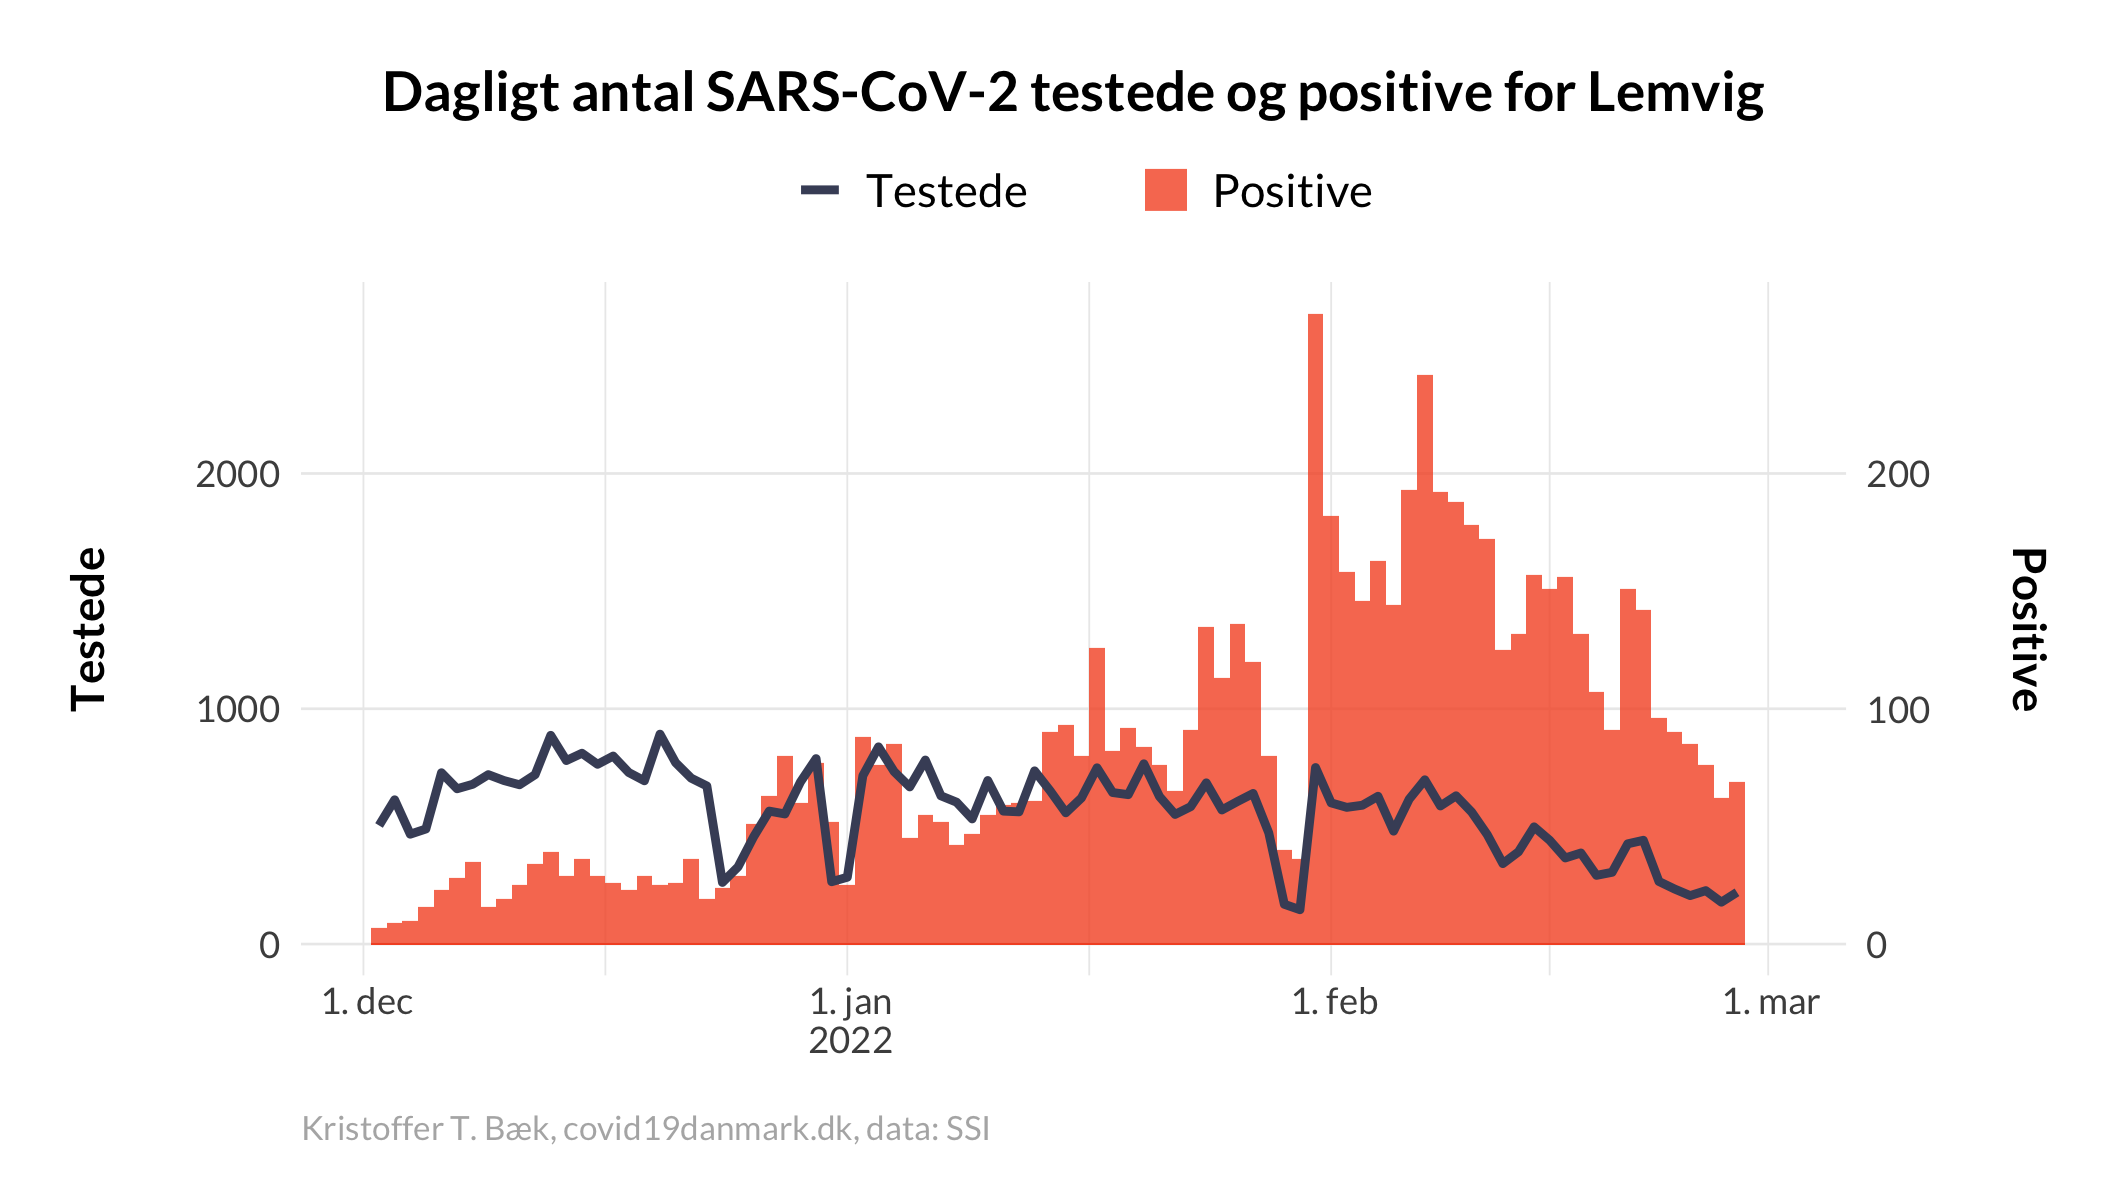 Dagligt antal SARS-CoV-2 testede og positive for Lemvig
Testede
Positive
2000
1000
0
Testede
200
100
0
Positive
1. dec
1. jan
2022
1. feb
1. mar
Kristoffer T. Bæk, covid19danmark.dk, data: SSI